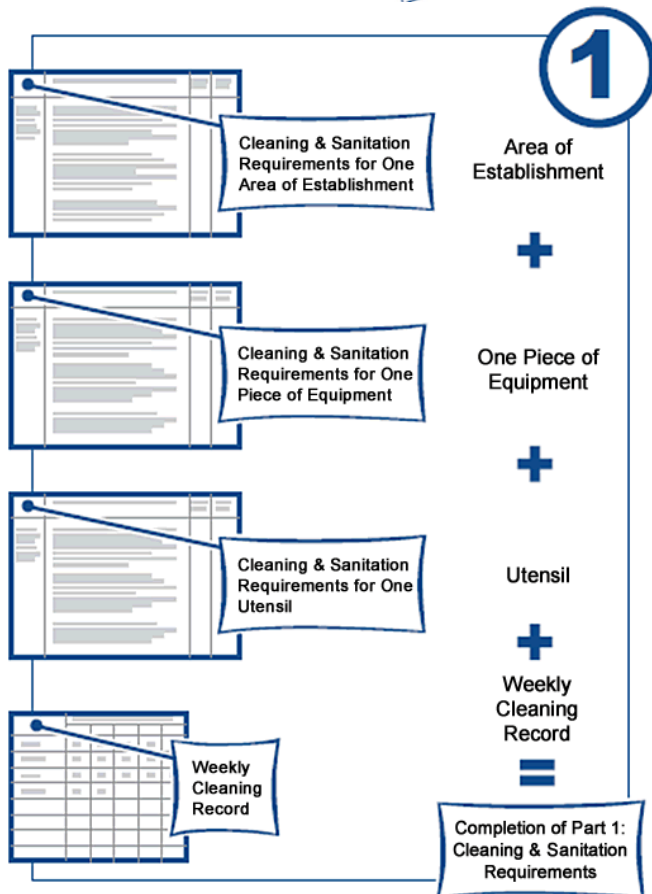 1
Cleaning & Sanitation
Requirements for One
Area of Establishment
Area of
Establishment
+
Cleaning & Sanitation
Requirements for One
Piece of Equipment
One Piece of
Equipment
+
Cleaning & Sanitation
Requirements for One
Utensil
Utensil
+
Weekly
Cleaning
Record
Weekly
Cleaning
Record
=
Completion of Part 1:
Cleaning & Sanitation
Requirements